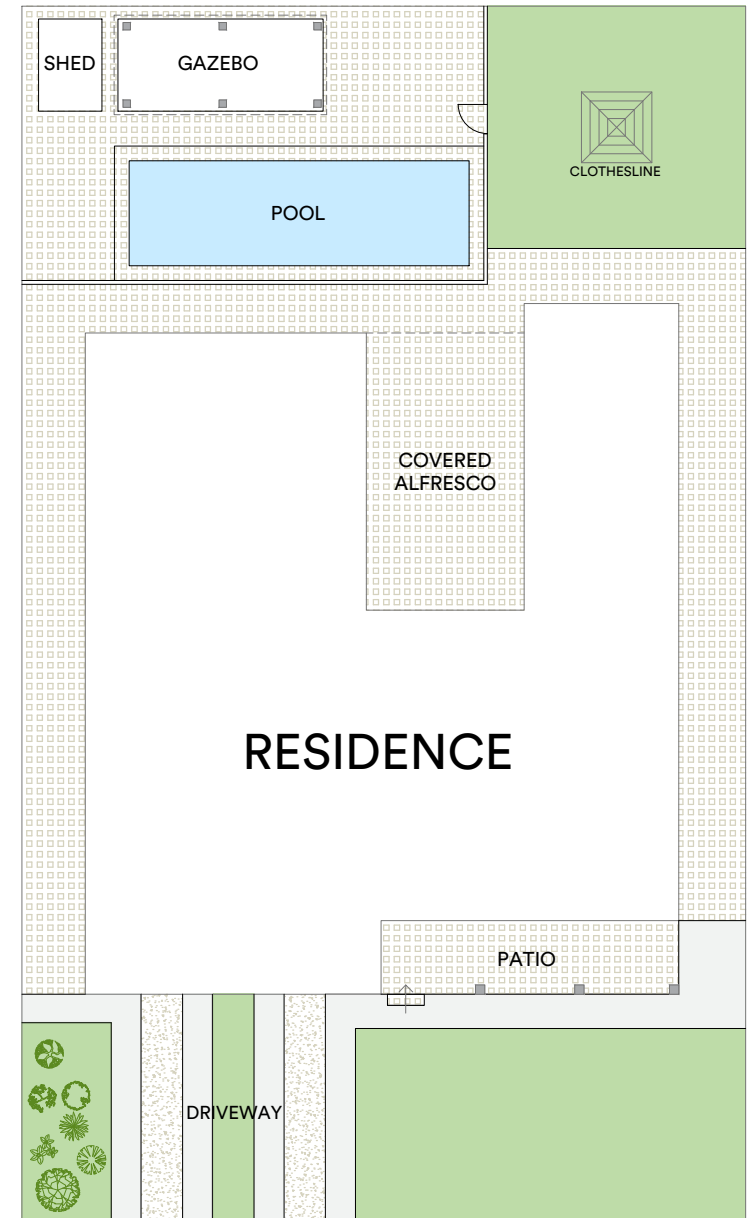 SHED
GAZEBO
CLOTHESLINE
POOL
COVERED
ALFRESCO
RESIDENCE
PATIO
DRIVEWAY